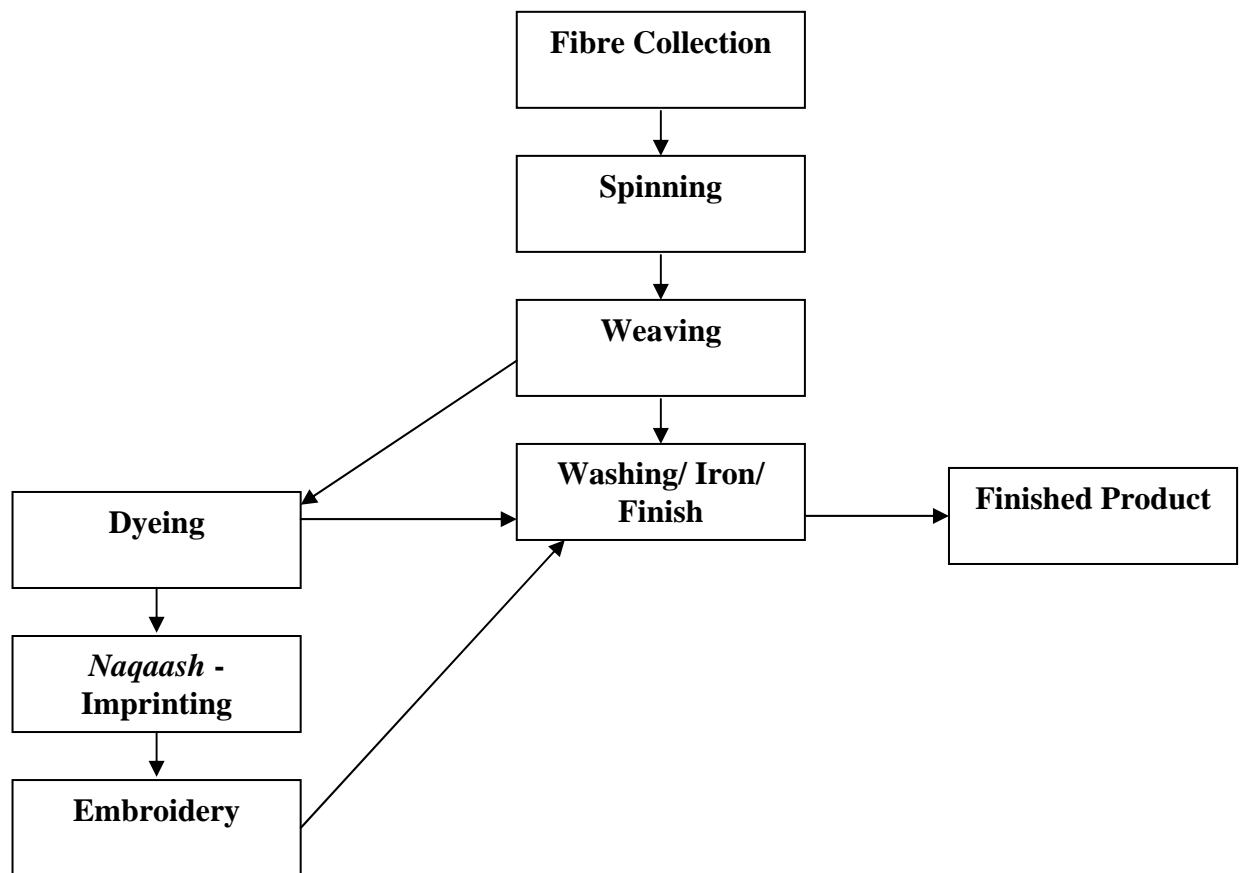 Fibre Collection
Spinning
Weaving
Washing/ Iron/
Finish
Finished Product
Dyeing
Naqaash -
Imprinting
Embroidery